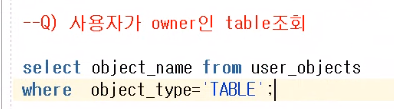 --Q) 사용자가 owner인 table조회
select object_name from user_objects
where  object_type='TABLE';